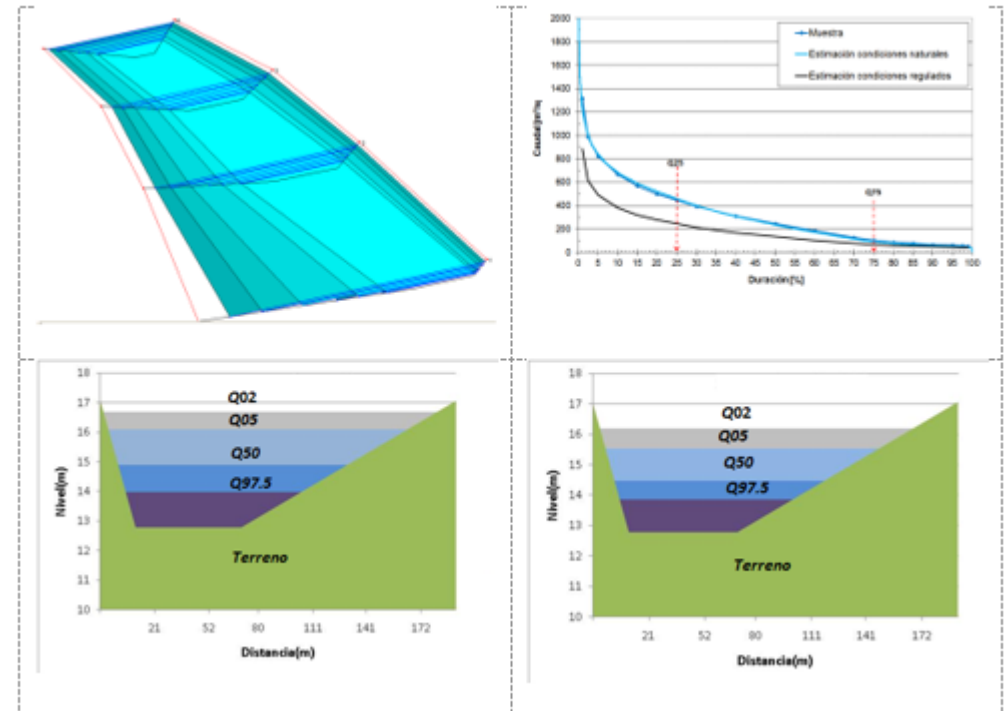 2000
1800
1600
1400
1200
1000
800
600
400
200
0
Caudal[m³/s]
Muestra
Estimación condiciones naturales
Estimación condiciones regulados
Q25
Q75
0 5 10 15 20 25 30 35 40 45 50 55 60 65 70 75 80 85 90 95 100
Duración[%]
18
17
16
15
14
13
12
11
10
Nivel(m)
Q02
Q05
Q50
Q97.5
Terreno
21 52 80 111 141 172
Distancia(m)
18
17
16
15
14
13
12
11
10
Nivel(m)
Q02
Q05
Q50
Q97.5
Terreno
21 52 80 111 141 172
Distancia(m)